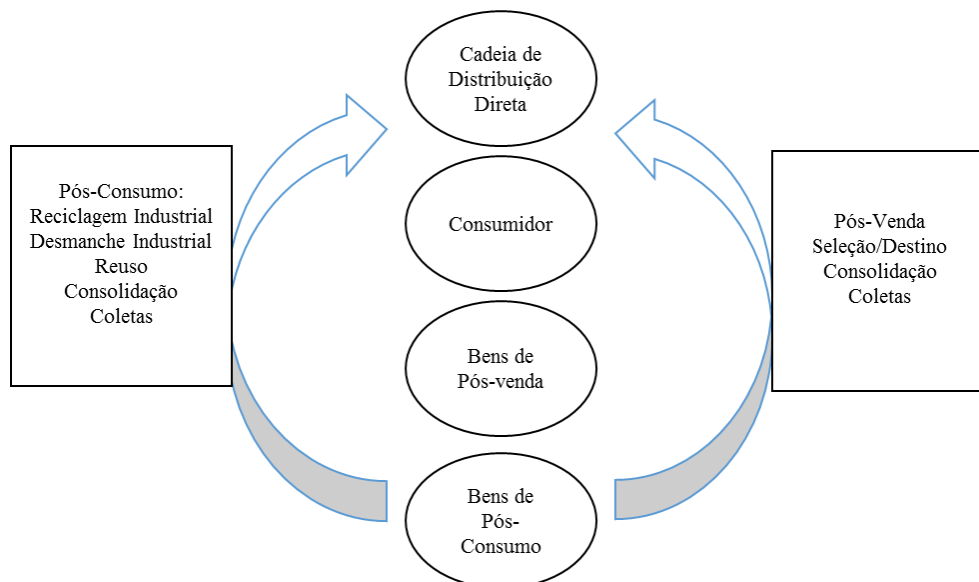 Cadeia de
Distribuição
Direta
Pós-Consumo:
Reciclagem Industrial
Desmanche Industrial
Reuso
Consolidação
Coletas
Consumidor
Pós-Venda
Seleção/Destino
Consolidação
Coletas
Bens de
Pós-venda
Bens de
Pós-
Consumo